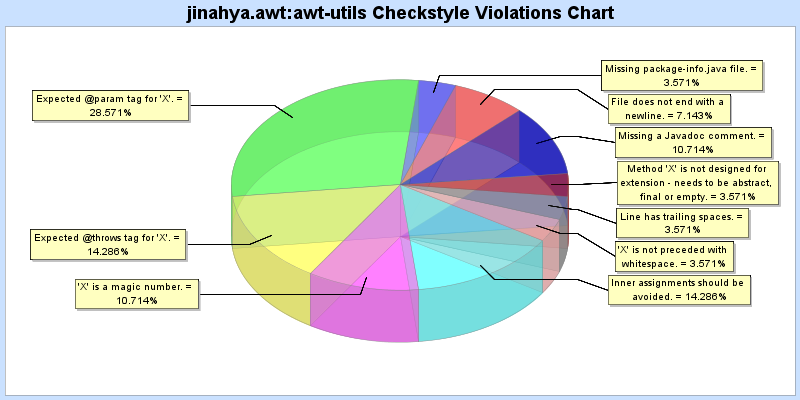 jinahya.awt:awt-utils Checkstyle Violations Chart
Missing package-info.java file. =
3.571%
File does not end with a
newline. = 7.143%
Missing a Javadoc comment. =
10.714%
Method 'X' is not designed for
extension - needs to be abstract,
final or empty. = 3.571%
Line has trailing spaces. =
3.571%
'X' is not preceded with
whitespace. = 3.571%
Inner assignments should be
avoided. = 14.286%
'X' is a magic number. =
10.714%
Expected @throws tag for 'X'. =
14.286%
Expected @param tag for 'X'. =
28.571%